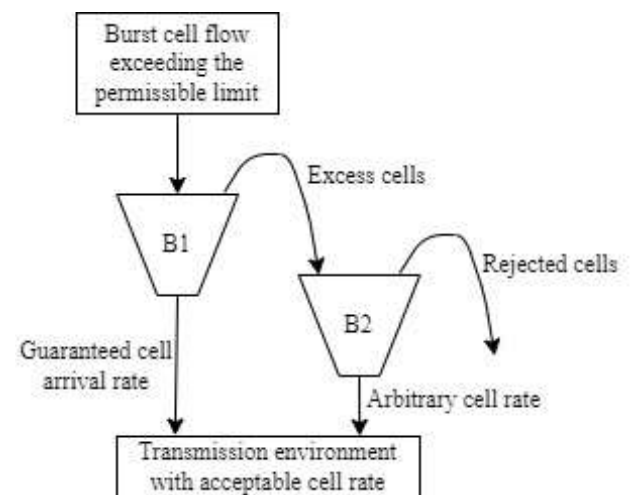 Burst cell flow
exceeding the
permissible limit
Excess cells
B1
Rejected cells
B2
Guaranteed cell
arrival rate
Arbitrary cell rate
Transmission environment
with acceptable cell rate